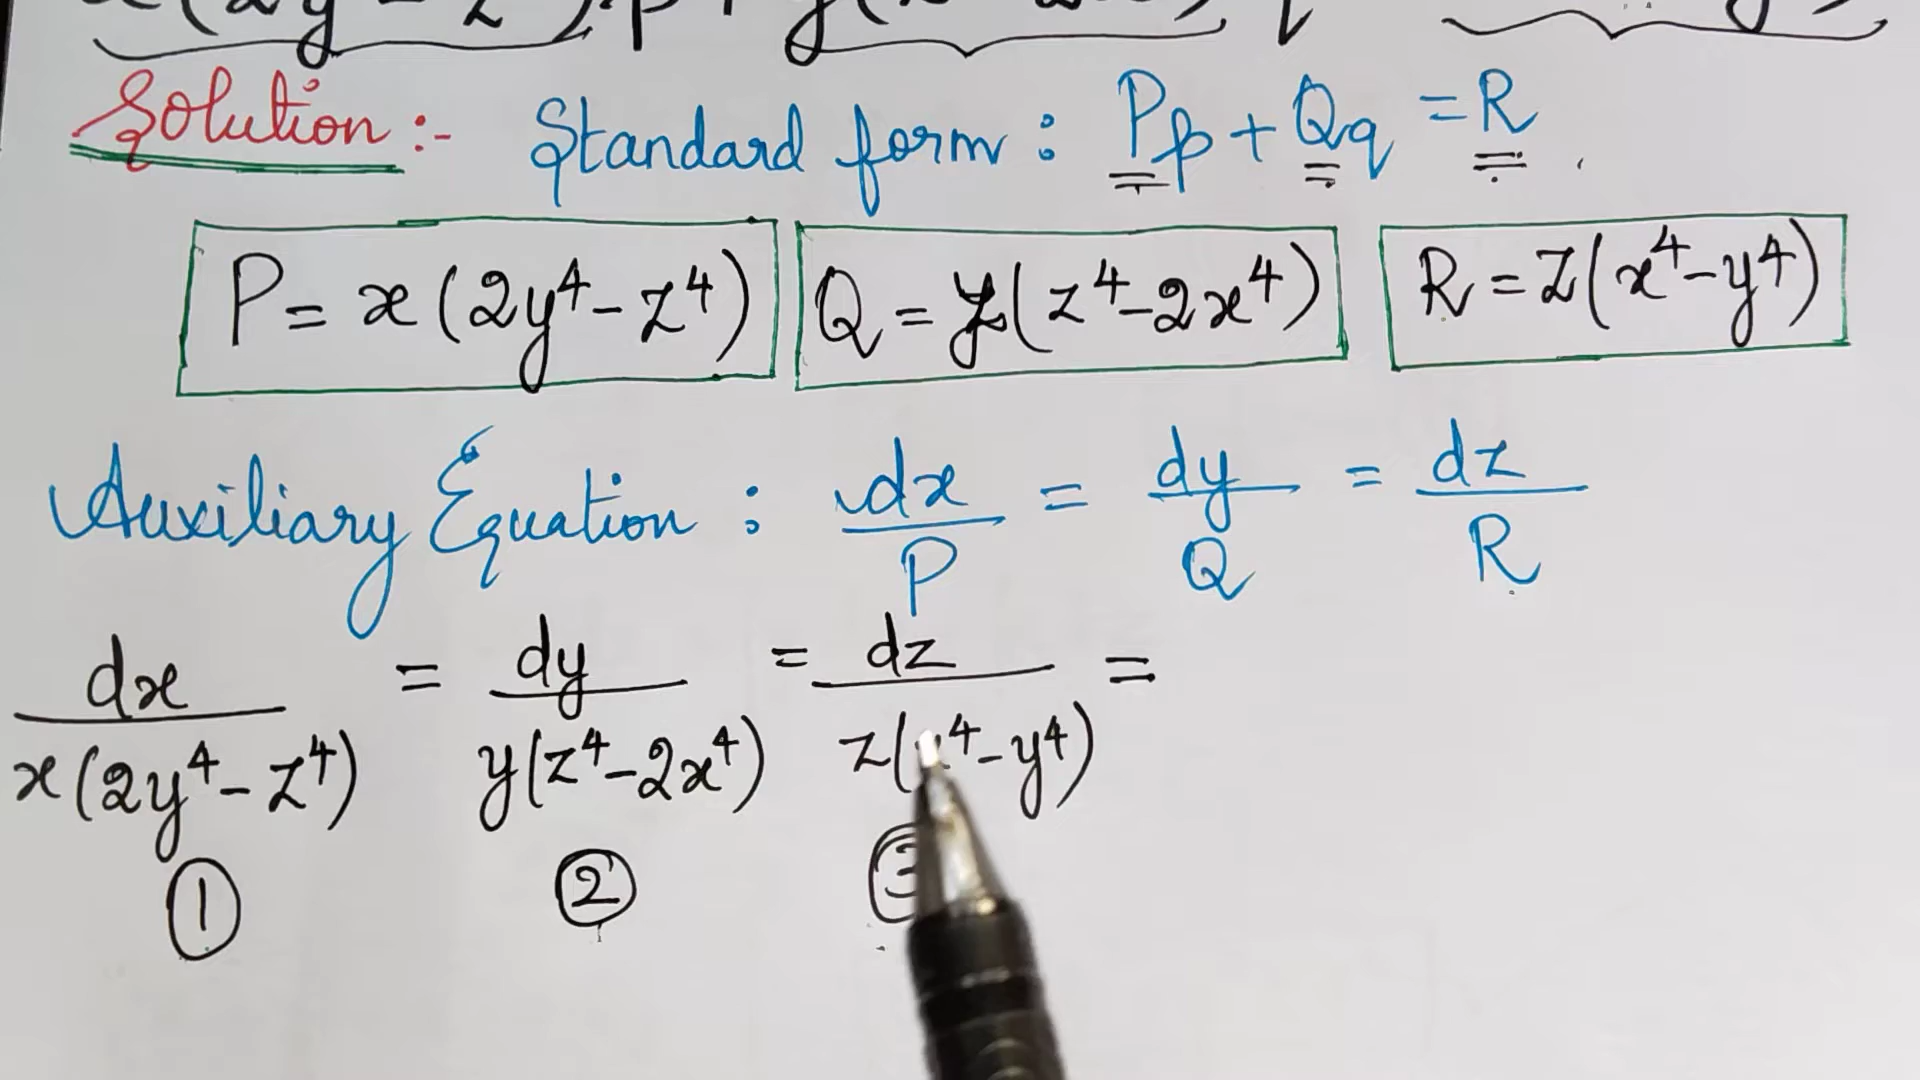 Solution :- Standard form : Pp + Qq = R
P = x(2y⁴ - z⁴) Q = y(z⁴ - 2x⁴) R = z(x⁴ - y⁴)
Auxiliary Equation : dx/P = dy/Q = dz/R
dx/x(2y⁴ - z⁴) = dy/y(z⁴ - 2x⁴) = dz/z(x⁴ - y⁴) =
① ② ③